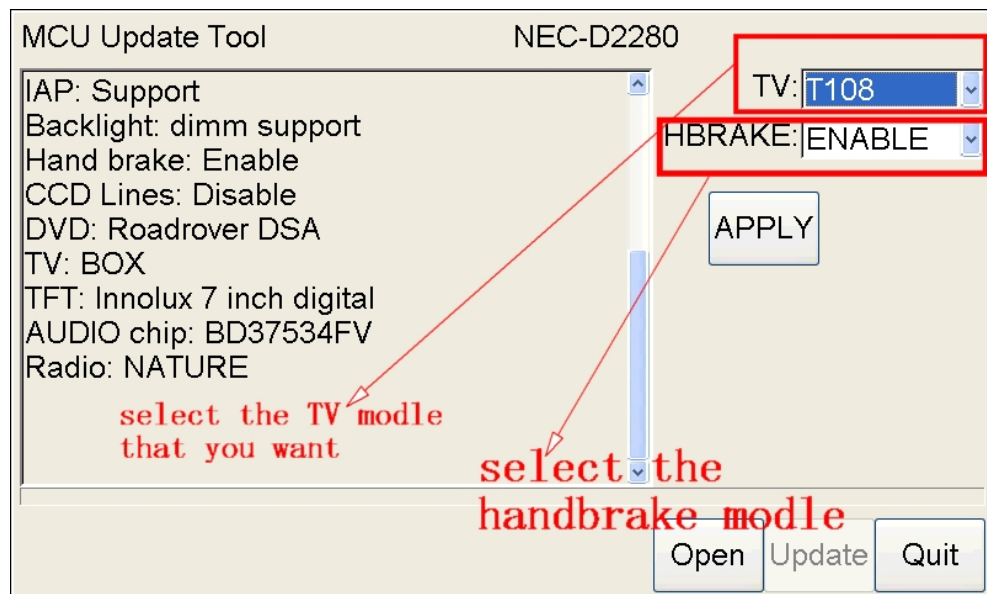 MCU Update Tool NEC-D2280
TV: T108
HBRAKE: ENABLE
APPLY
IAP: Support
Backlight: dimm support
Hand brake: Enable
CCD Lines: Disable
DVD: Roadrover DSA
TV: BOX
TFT: Innolux 7 inch digital
AUDIO chip: BD37534FV
Radio: NATURE
select the TV modle
that you want
select the
handbrake modle
Open Update Quit